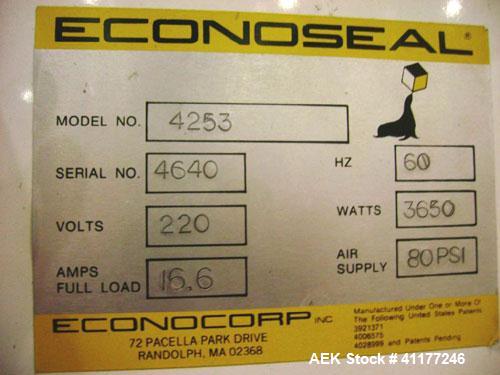 ECONOSEAL®
MODEL NO. 4253
SERIAL NO. 4640
HZ 60
VOLTS 220
WATTS 3650
AMPS FULL LOAD 16,6
AIR SUPPLY 80 PSI
ECONOCORP INC
72 PACELLA PARK DRIVE
RANDOLPH, MA 02368
Manufactured Under One or More Of
The Following United States Patents
3921371
4006575
4028999 and Patents Pending
AEK Stock # 41177246